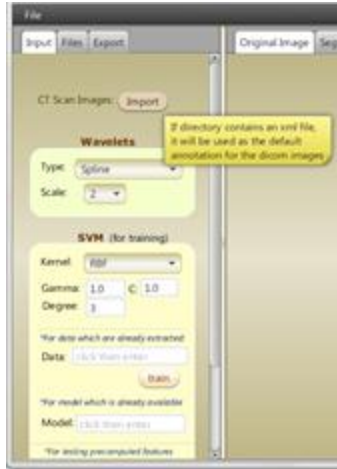 File
Input Files Export
Original Image Seg
CT Scan Images: Import
If directory contains an xml file,
it will be used as the default
annotation for the dicom images
Wavelets
Type: Spline
Scale: 2
SVM (for training)
Kernel: RBF
Gamma: 1.0 C: 1.0
Degree: 3
*For data which are already extracted
Data: click then enter
train
*For model which is already available
Model: click then enter
*For testing precomputed features